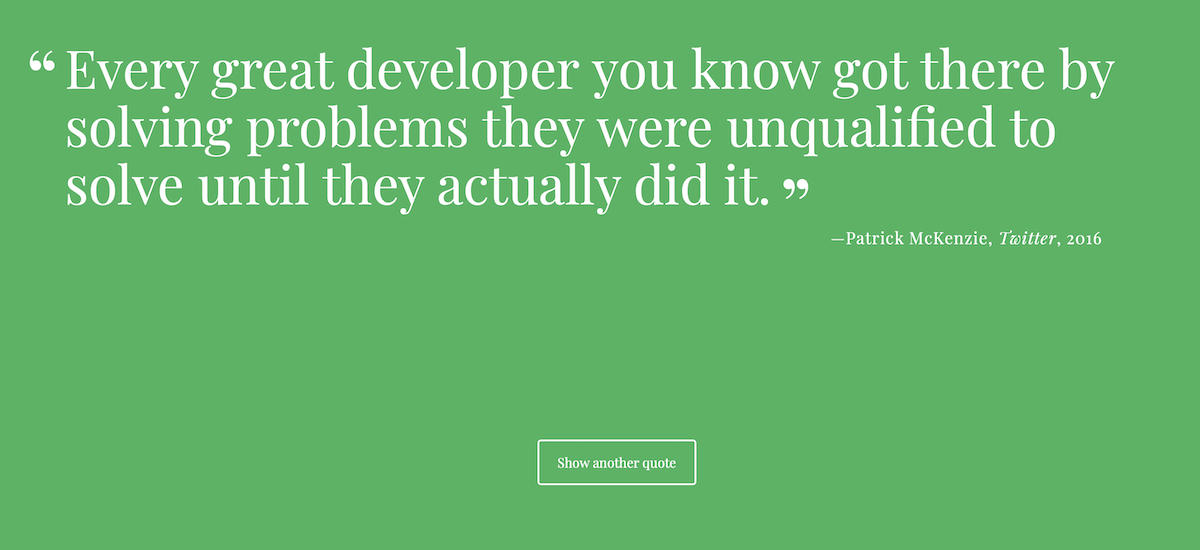 “Every great developer you know got there by
solving problems they were unqualified to
solve until they actually did it.”
—Patrick McKenzie, Twitter, 2016
Show another quote